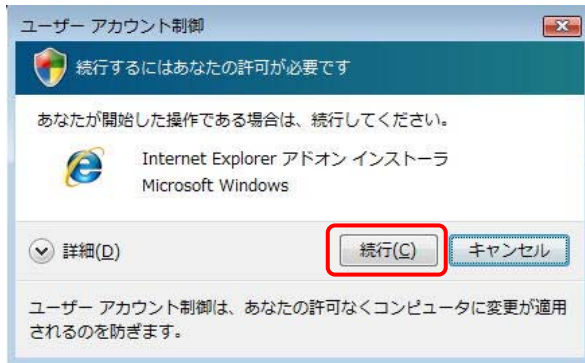 ユーザー アカウント制御
続行するにはあなたの許可が必要です
あなたが開始した操作である場合は、続行してください。
Internet Explorer アドオン インストーラ
Microsoft Windows
詳細(D)
続行(C)
キャンセル
ユーザー アカウント制御は、あなたの許可なくコンピュータに変更が適用
されるのを防ぎます。